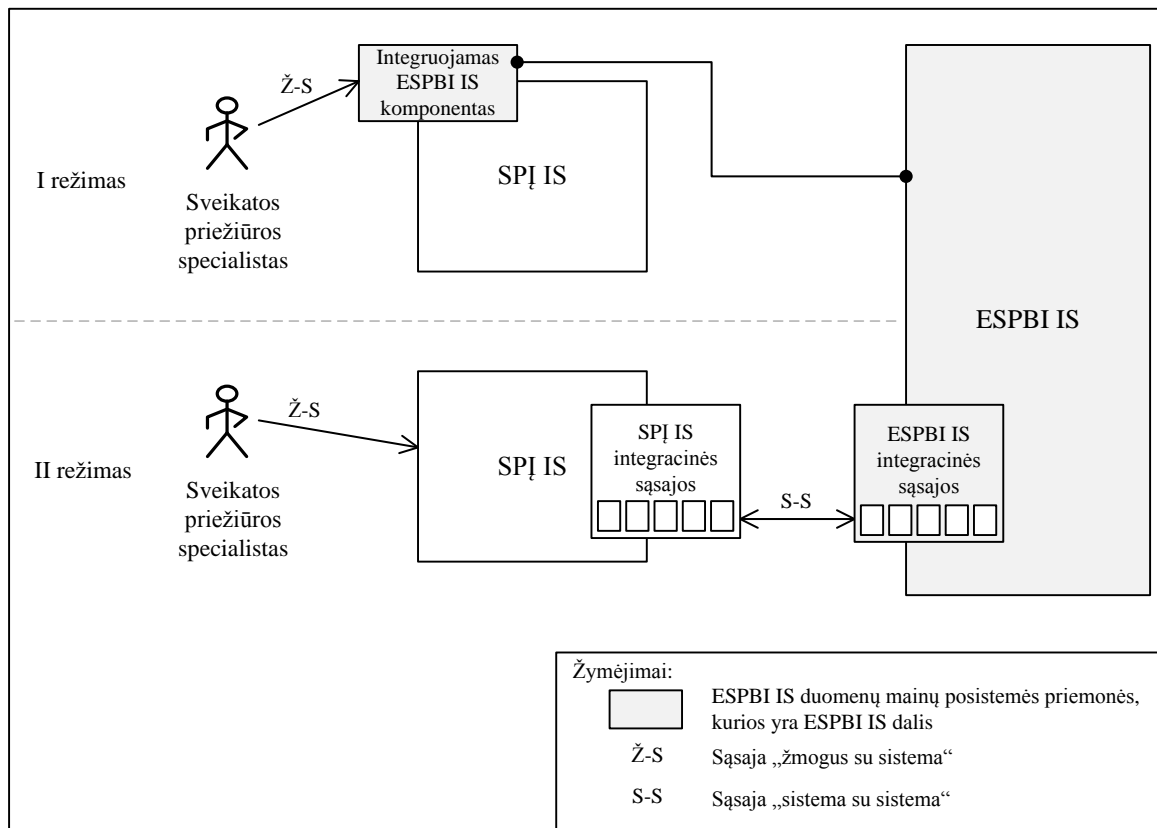 Integruojamas
ESPBI IS
komponentas
Ž-S
I režimas
SPĮ IS
Sveikatos
priežiūros
specialistas
ESPBI IS
Ž-S
II režimas
SPĮ IS
SPĮ IS
integracinės
sąsajos
S-S
ESPBI IS
integracinės
sąsajos
Sveikatos
priežiūros
specialistas
Žymėjimai:
ESPBI IS duomenų mainų posistemės priemonės,
kurios yra ESPBI IS dalis
Ž-S Sąsaja „žmogus su sistema“
S-S Sąsaja „sistema su sistema“